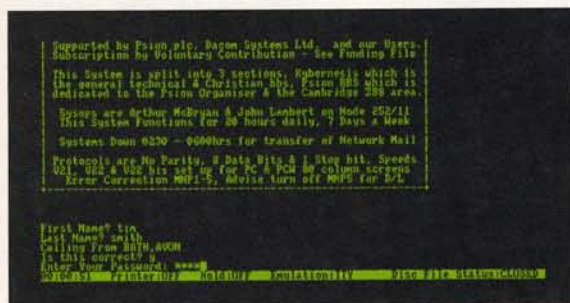 Supported by Psion plc, Dacom Systems Ltd, and our Users.
Subscription by Voluntary Contribution - See Funding File
This System is split into 3 sections, Kybernesis which is
the general technical & Christian bbs, Psion BBS which is
dedicated to the Psion Organiser & the Cambridge Z88 area.
Sysops are Arthur McBryan & John Lambert on Node 252/11
This System Functions for 20 hours daily, 7 Days a Week
Systems Down 0230 - 0600hrs for transfer of Network Mail
Protocols are No Parity, 8 Data Bits & 1 Stop bit, Speeds
V21, V22 & V22 bis set up for PC & PCW 80 column screens
Error Correction MNP1-5, Advise turn off MNP5 for D/L
First Name? tim
Last Name? smith
Calling From BATH,AVON
Is this correct? y
Enter Your Password: ****
00:00:51 Printer:OFF Hold:OFF Emulation:TTY Disc File Status:CLOSED